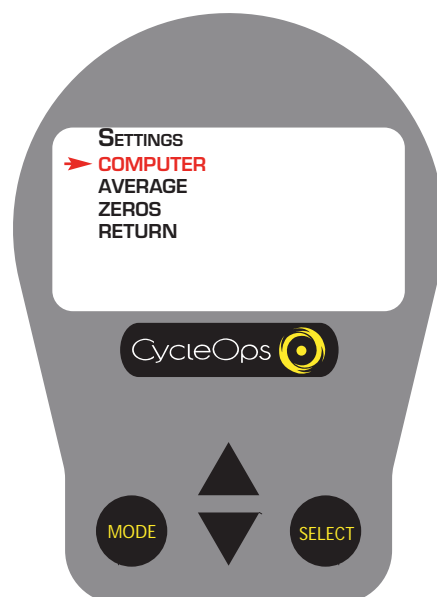 SETTINGS
COMPUTER
AVERAGE
ZEROS
RETURN
CycleOps
MODE
SELECT